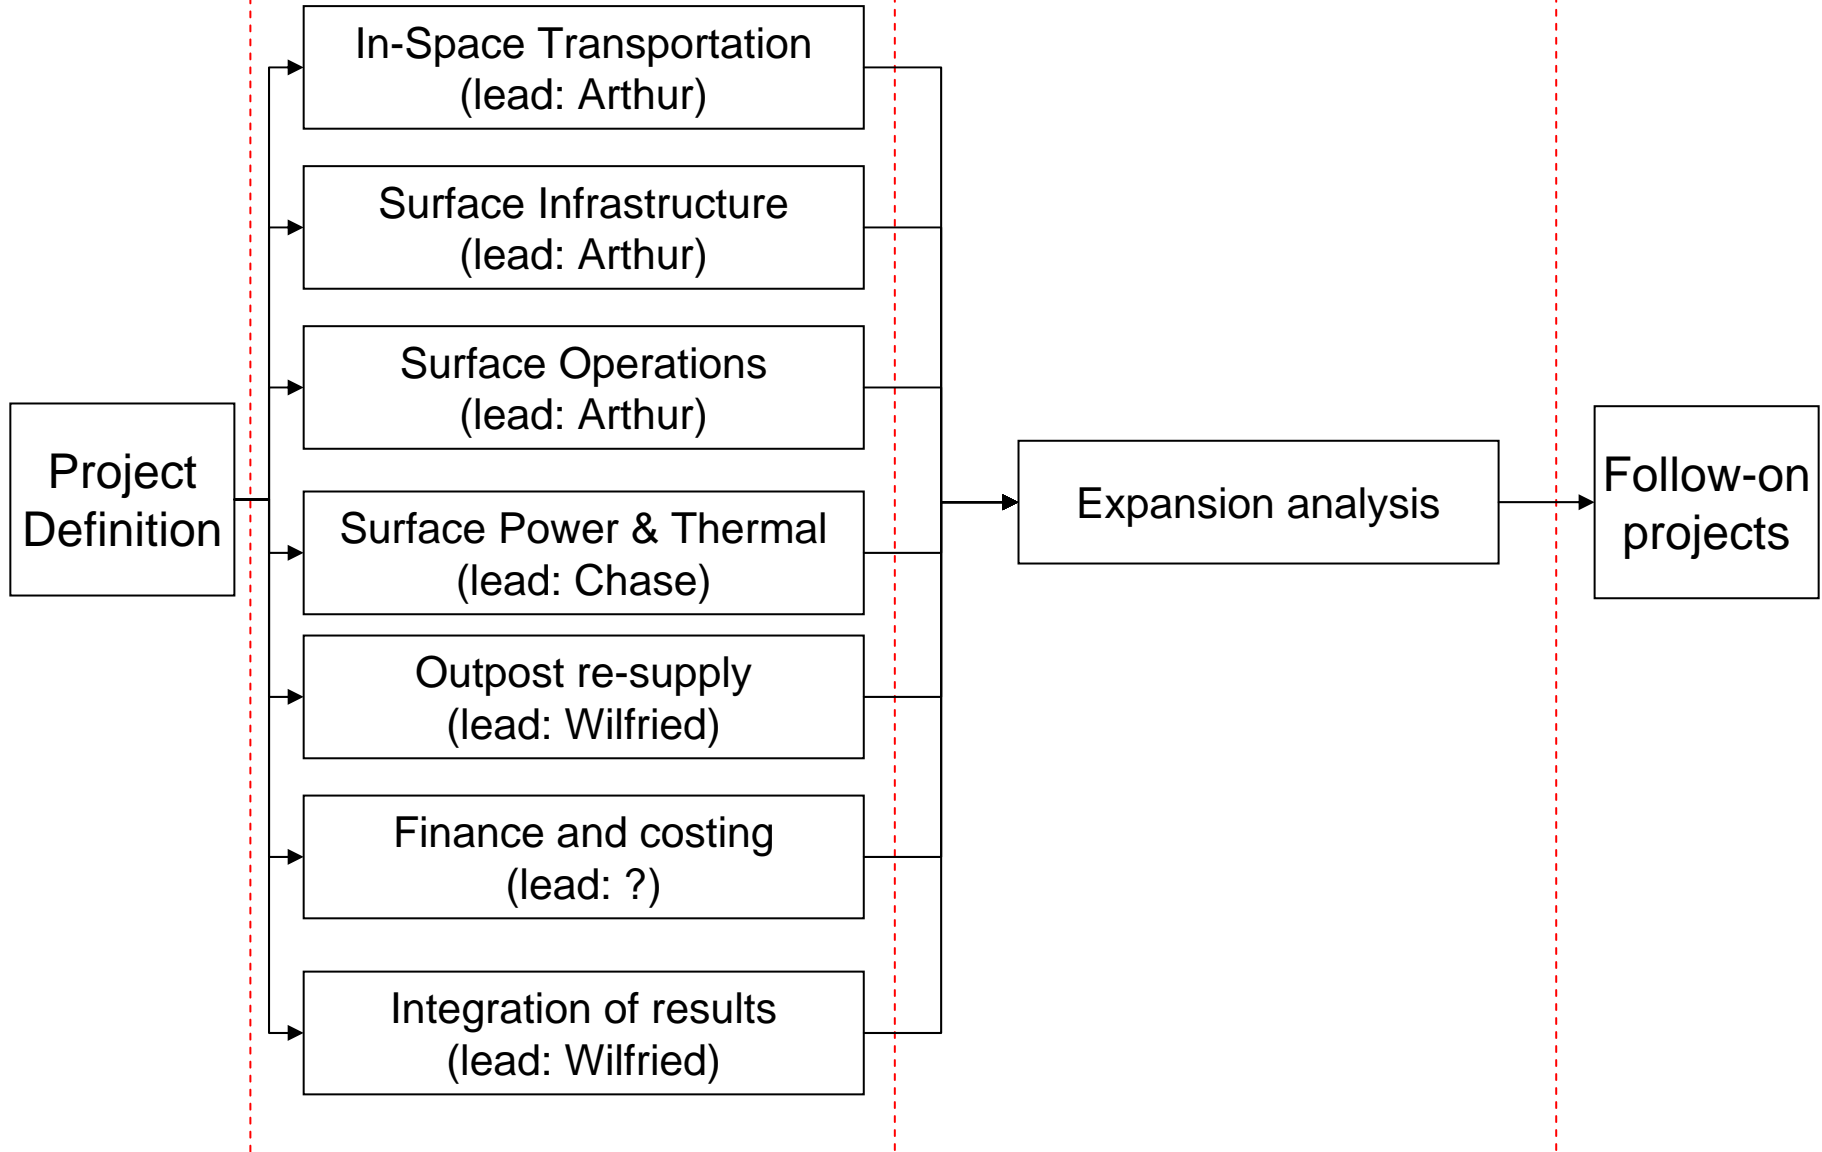 In-Space Transportation
(lead: Arthur)
Surface Infrastructure
(lead: Arthur)
Surface Operations
(lead: Arthur)
Project
Definition
Surface Power & Thermal
(lead: Chase)
Outpost re-supply
(lead: Wilfried)
Finance and costing
(lead: ?)
Integration of results
(lead: Wilfried)
Expansion analysis
Follow-on
projects